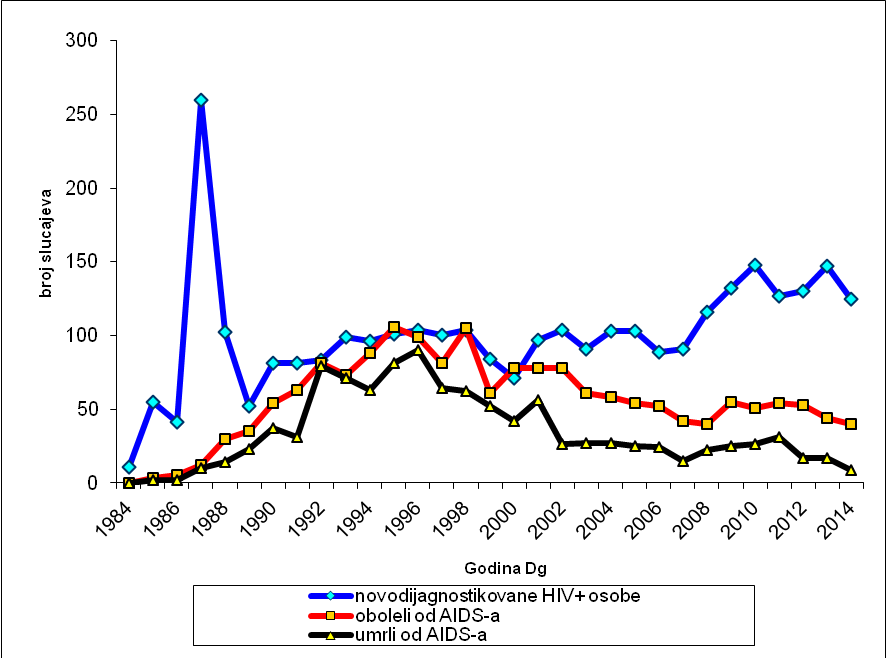 300
250
200
150
100
50
0
broj slucajeva
1984 1986 1988 1990 1992 1994 1996 1998 2000 2002 2004 2006 2008 2010 2012 2014
Godina Dg
novodijagnostikovane HIV+ osobe
oboleli od AIDS-a
umrli od AIDS-a